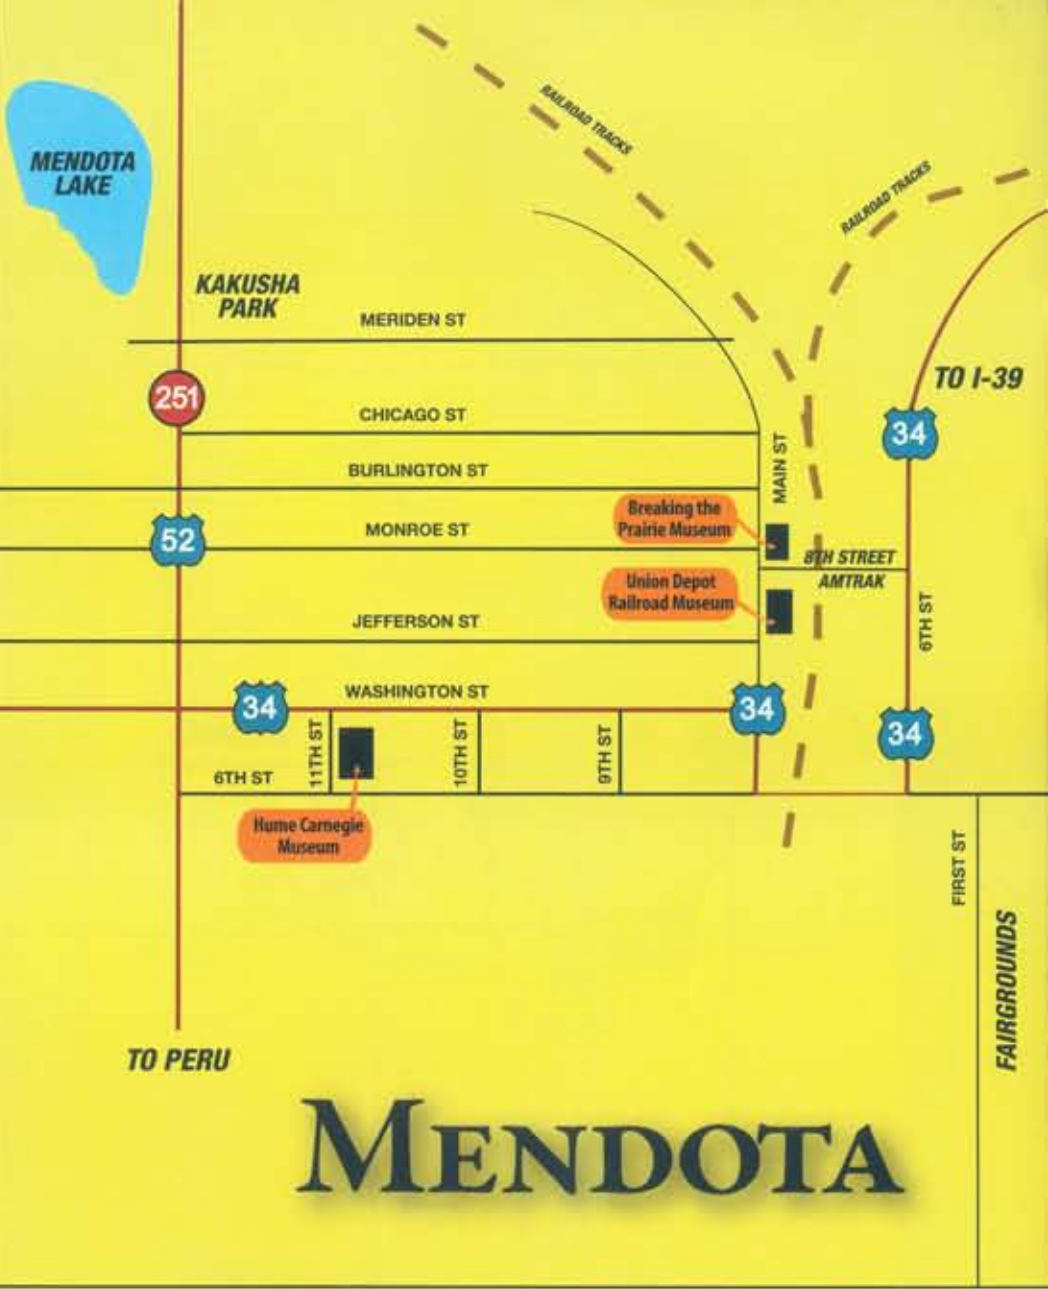 RAILROAD TRACKS
MENDOTA
LAKE
RAILROAD TRACKS
KAKUSHA
PARK
MERIDEN ST
251
TO I-39
CHICAGO ST
34
MAIN ST
BURLINGTON ST
Breaking the
Prairie Museum
MONROE ST
52
8TH STREET
AMTRAK
Union Depot
Railroad Museum
6TH ST
JEFFERSON ST
WASHINGTON ST
34
34
34
11TH ST
10TH ST
9TH ST
6TH ST
Hume Carnegie
Museum
FIRST ST
FAIRGROUNDS
TO PERU
MENDOTA